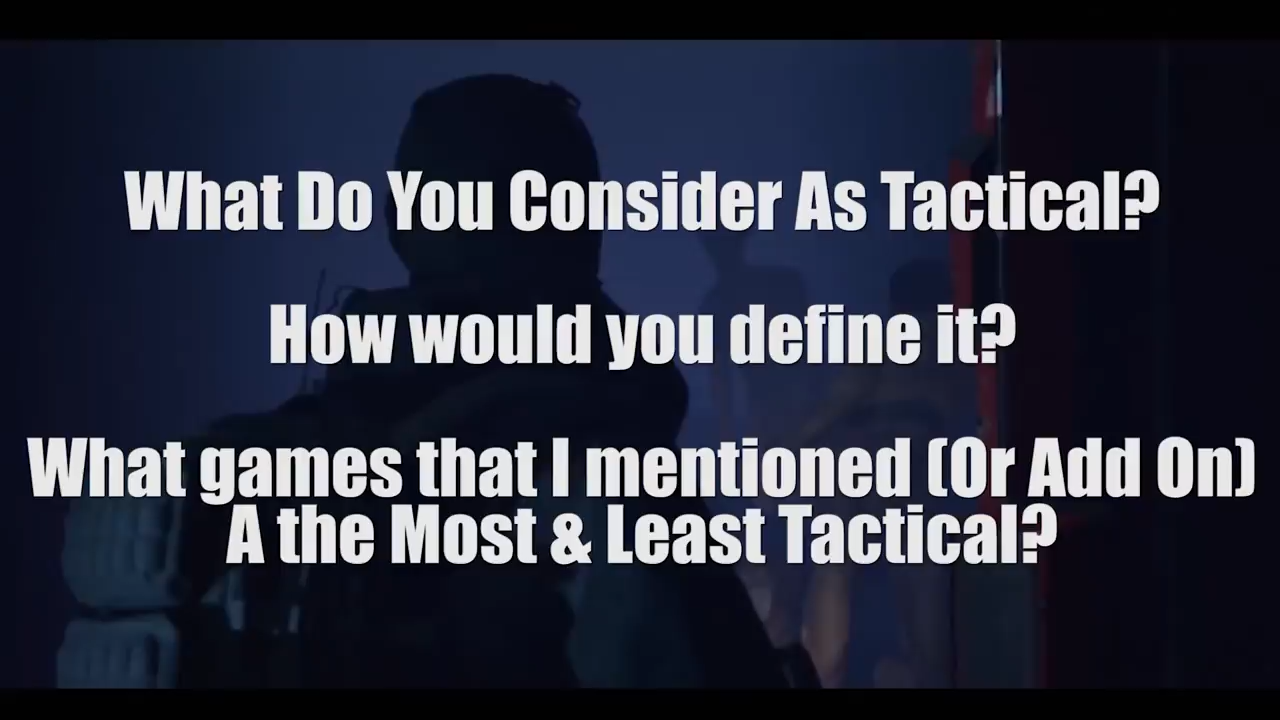 What Do You Consider As Tactical?
How would you define it?
What games that I mentioned (Or Add On)
A the Most & Least Tactical?